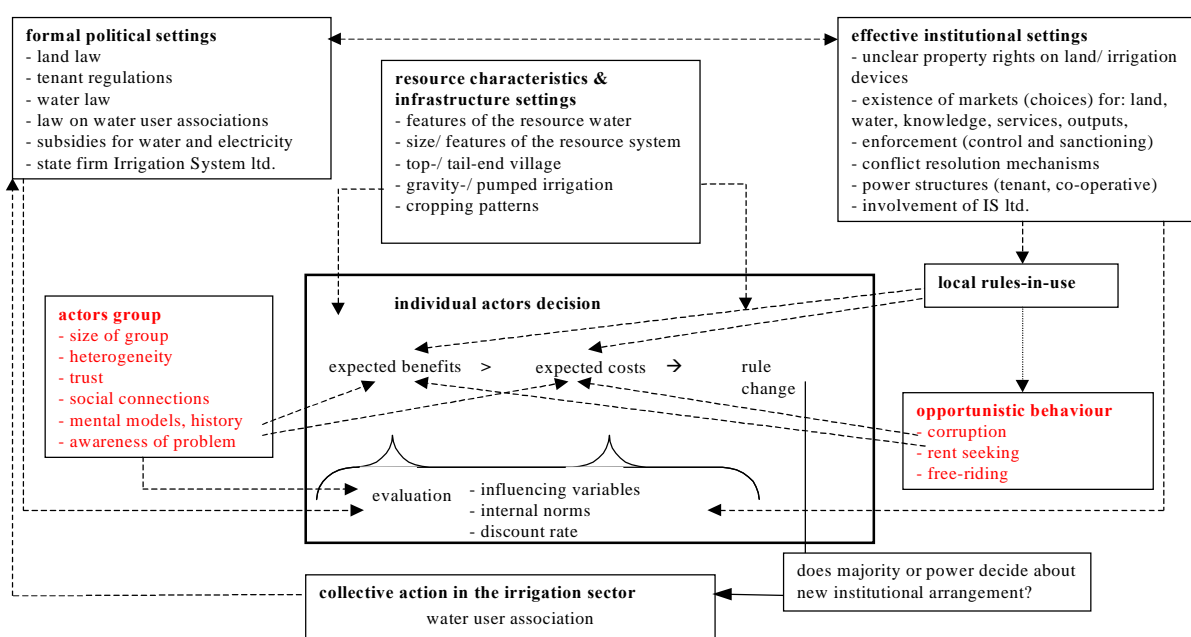 formal political settings
- land law
- tenant regulations
- water law
- law on water user associations
- subsidies for water and electricity
- state firm Irrigation System ltd.
resource characteristics &
infrastructure settings
- features of the resource water
- size/ features of the resource system
- top-/ tail-end village
- gravity-/ pumped irrigation
- cropping patterns
effective institutional settings
- unclear property rights on land/ irrigation
devices
- existence of markets (choices) for: land,
water, knowledge, services, outputs,
- enforcement (control and sanctioning)
- conflict resolution mechanisms
- power structures (tenant, co-operative)
- involvement of IS ltd.
local rules-in-use
actors group
- size of group
- heterogeneity
- trust
- social connections
- mental models, history
- awareness of problem
individual actors decision
expected benefits > expected costs → rule
change
evaluation - influencing variables
- internal norms
- discount rate
opportunistic behaviour
- corruption
- rent seeking
- free-riding
does majority or power decide about
new institutional arrangement?
collective action in the irrigation sector
water user association